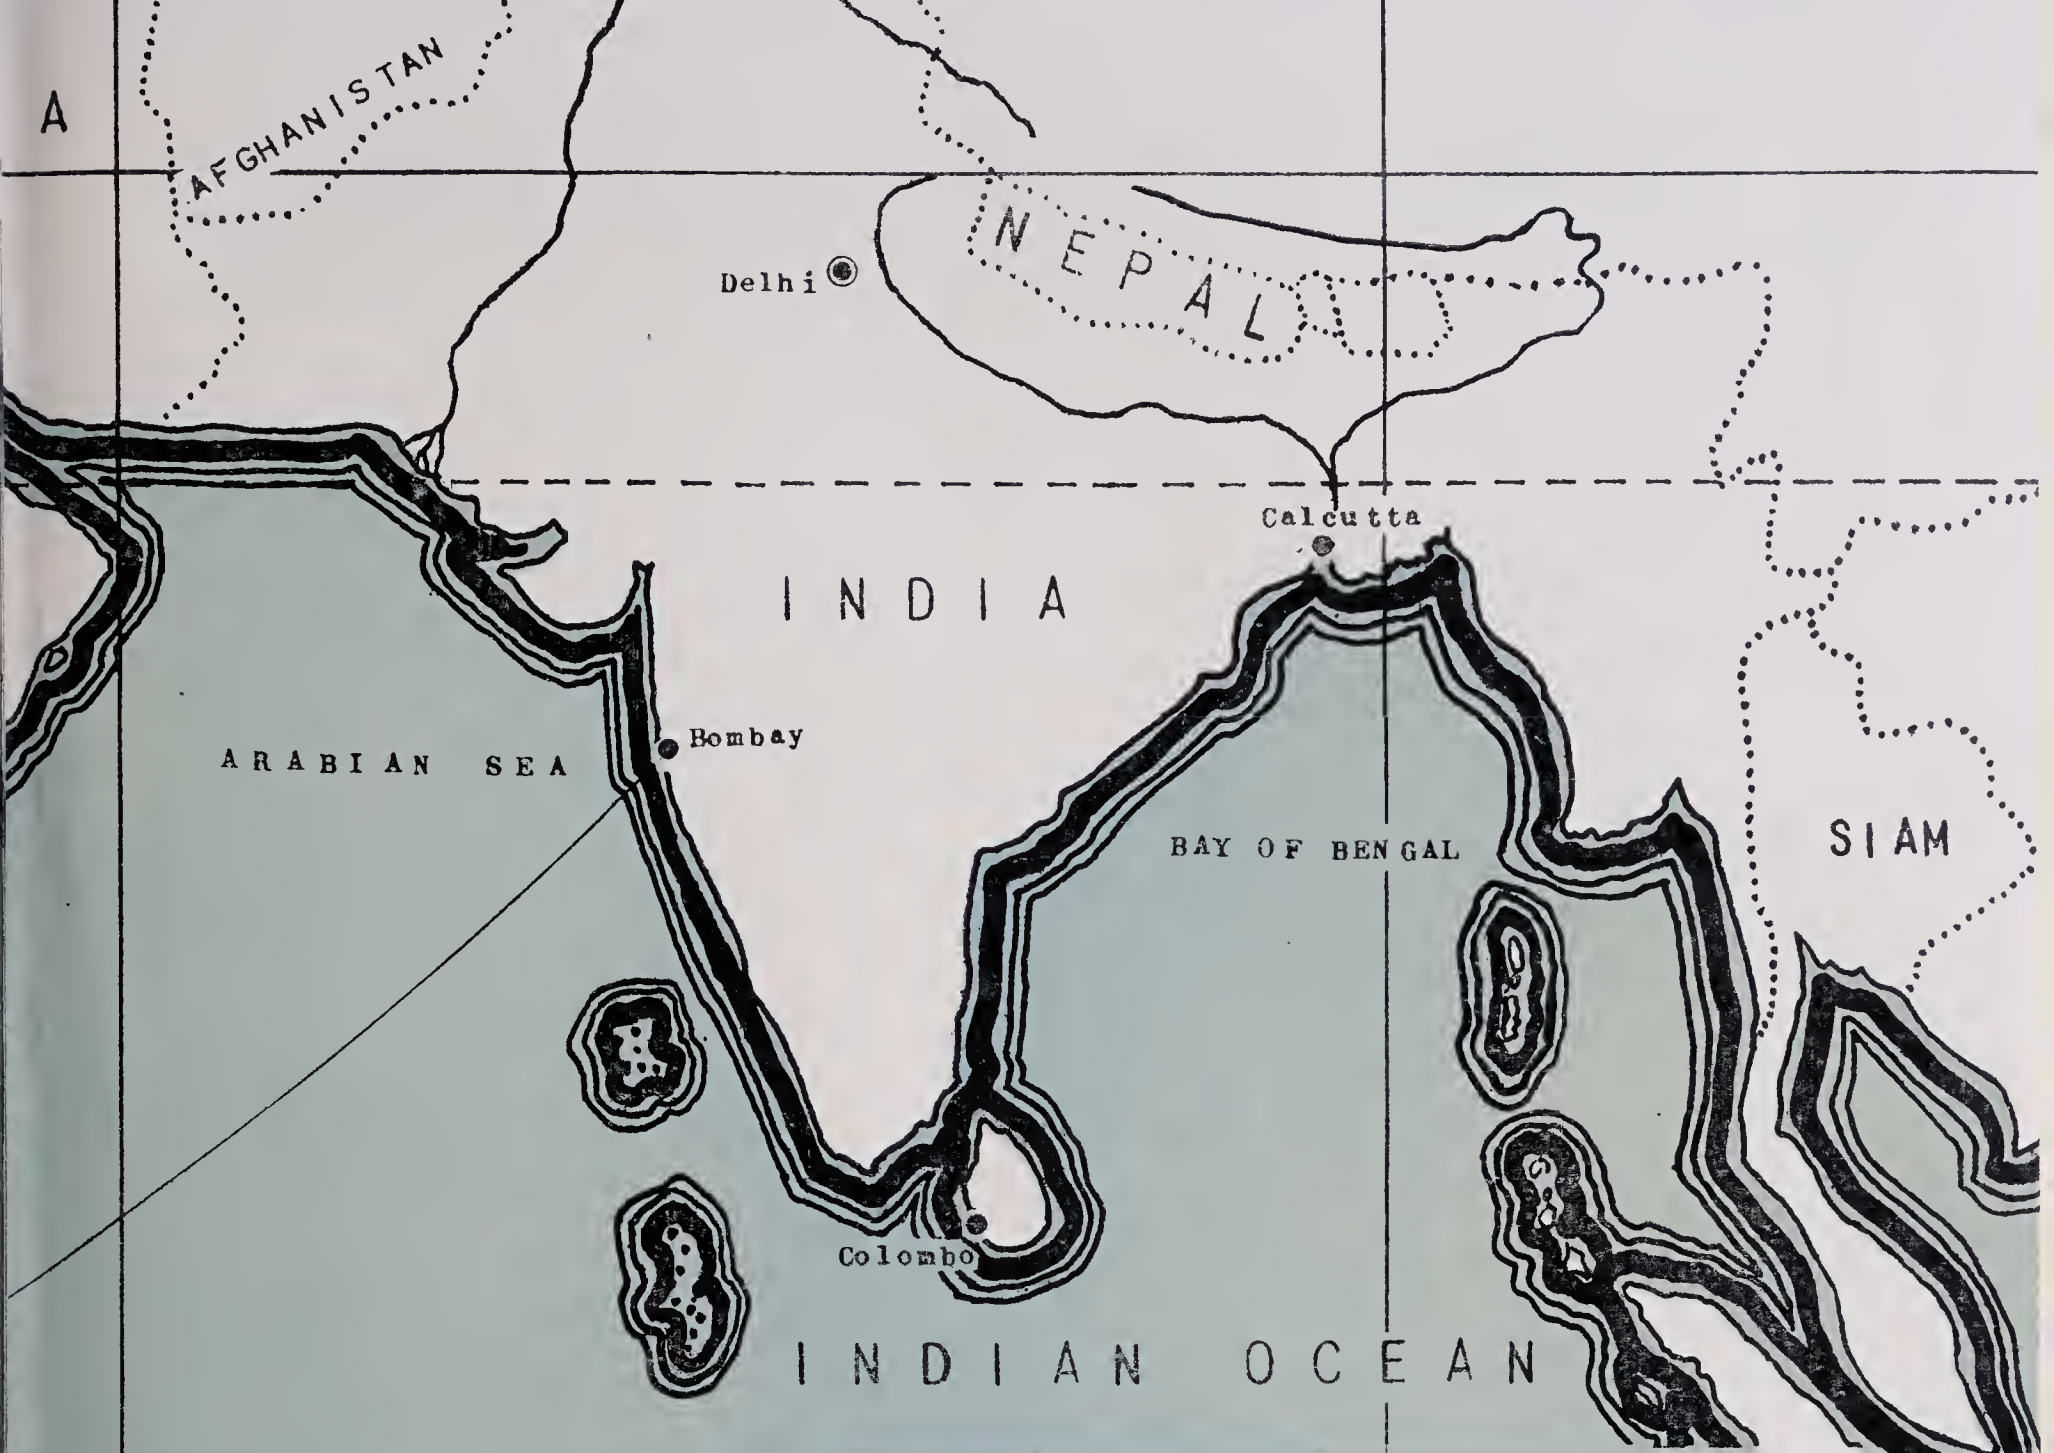 A
AFGHANISTAN
NEPAL
Delhi
Calcutta
INDIA
Bombay
ARABIAN SEA
BAY OF BENGAL
SIAM
Colombo
INDIAN OCEAN